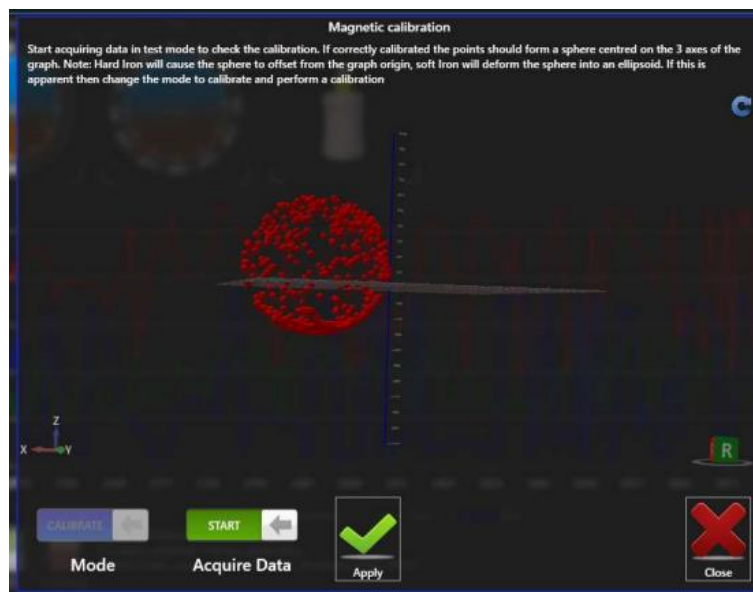 Magnetic calibration
Start acquiring data in test mode to check the calibration. If correctly calibrated the points should form a sphere centred on the 3 axes of the
graph. Note: Hard Iron will cause the sphere to offset from the graph origin, soft Iron will deform the sphere into an ellipsoid. If this is
apparent then change the mode to calibrate and perform a calibration
Z
X
Y
R
CALIBRATE
START
Mode
Acquire Data
Apply
Close